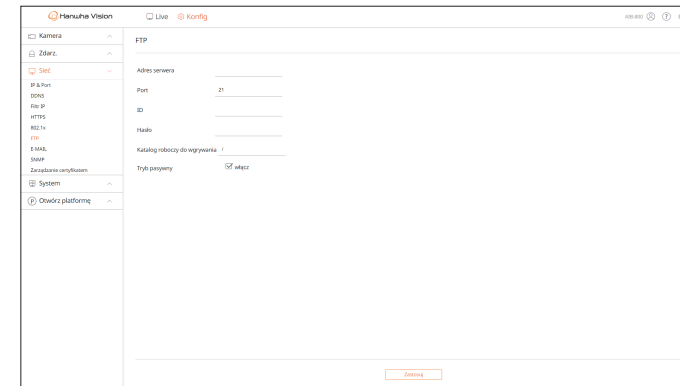 Hanwha Vision
Live
Konfig
AIB-800
Kamera
Zdarz.
Sieć
IP & Port
DDNS
Filtr IP
HTTPS
802.1x
FTP
E-MAIL
SNMP
Zarządzanie certyfikatem
System
Otwórz platformę
FTP
Adres serwera
Port 21
ID
Hasło
Katalog roboczy do wgrywania /
Tryb pasywny włącz
Zastosuj